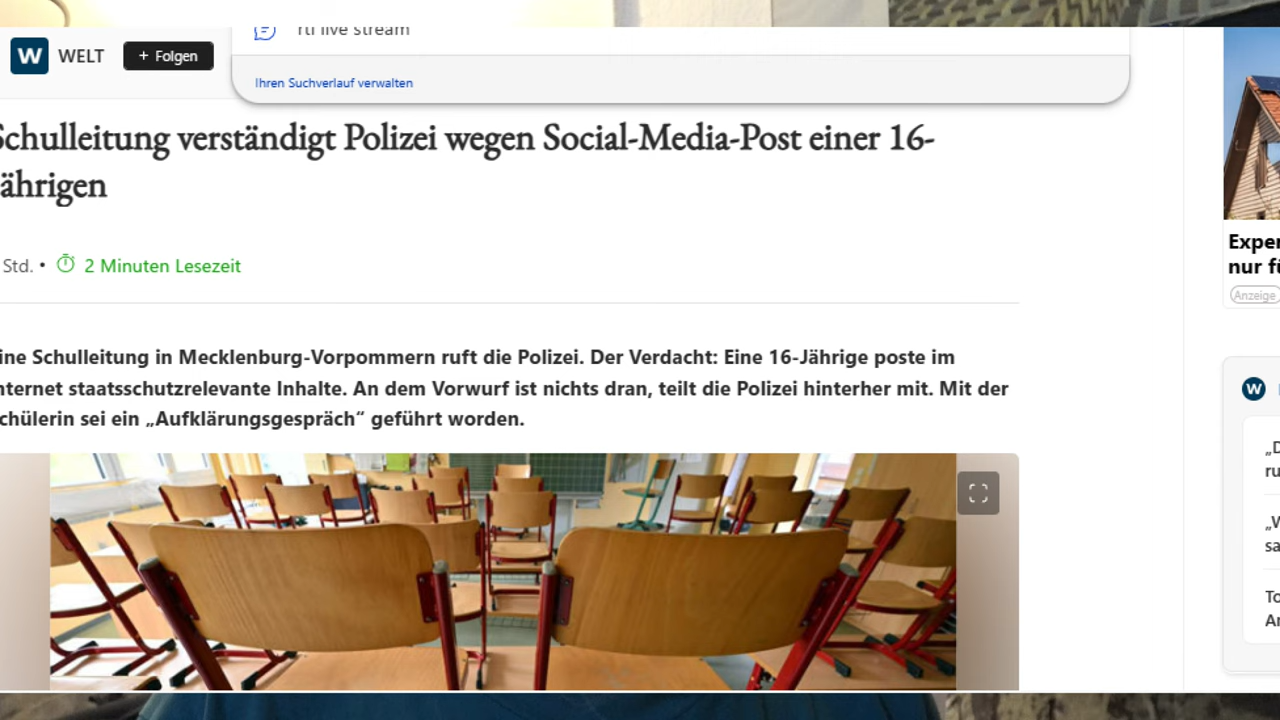 rtl live stream
W
WELT
+ Folgen
Ihren Suchverlauf verwalten
Schulleitung verständigt Polizei wegen Social-Media-Post einer 16-
ährigen
Std. • 2 Minuten Lesezeit
ine Schulleitung in Mecklenburg-Vorpommern ruft die Polizei. Der Verdacht: Eine 16-Jährige poste im
nternet staatsschutzrelevante Inhalte. An dem Vorwurf ist nichts dran, teilt die Polizei hinterher mit. Mit der
chülerin sei ein „Aufklärungsgespräch“ geführt worden.
nur f
Anzeige
W
ru
sa